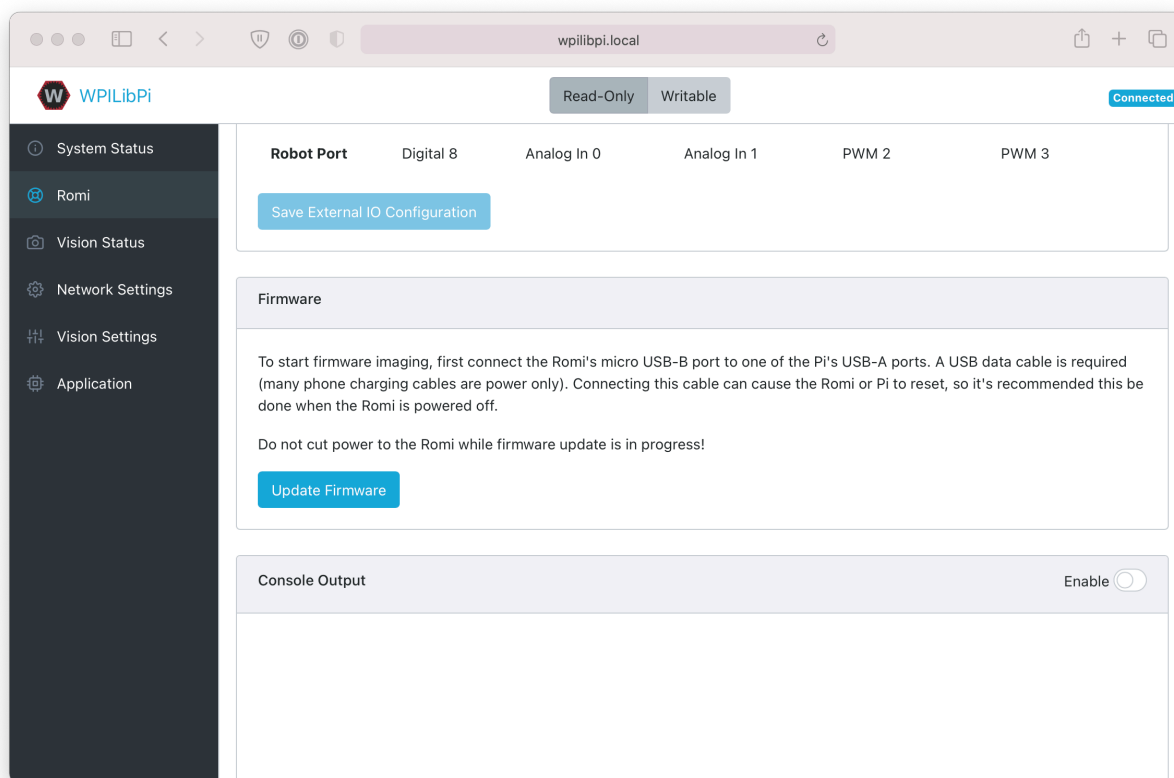 wpilibpi.local
W WPILibPi
Read-Only Writable
Connected
System Status
Romi
Vision Status
Network Settings
Vision Settings
Application
Robot Port Digital 8 Analog In 0 Analog In 1 PWM 2 PWM 3
Save External IO Configuration
Firmware
To start firmware imaging, first connect the Romi's micro USB-B port to one of the Pi's USB-A ports. A USB data cable is required
(many phone charging cables are power only). Connecting this cable can cause the Romi or Pi to reset, so it's recommended this be
done when the Romi is powered off.
Do not cut power to the Romi while firmware update is in progress!
Update Firmware
Console Output
Enable